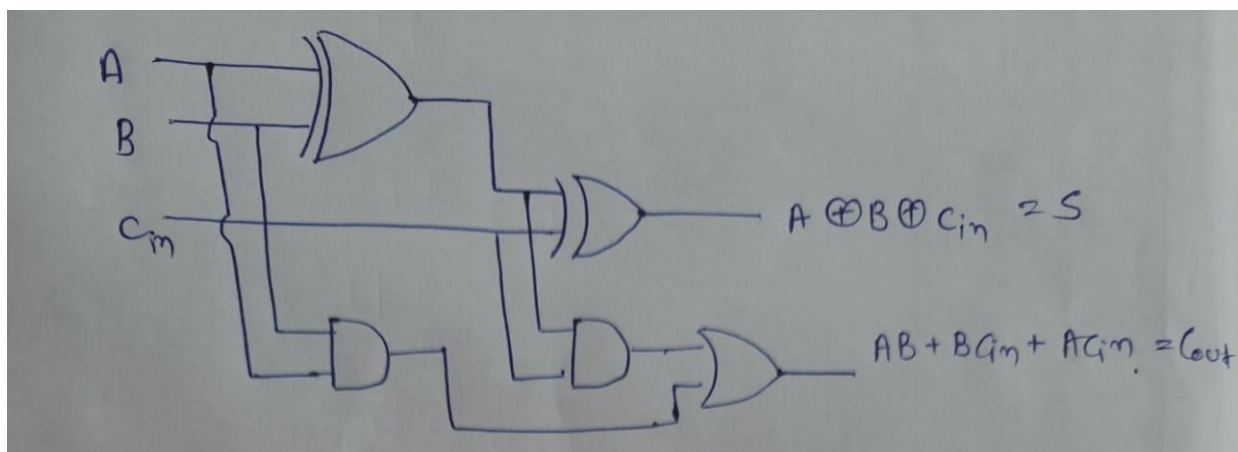 A
B
Cin
A ⊕ B ⊕ Cin = S
AB + BCin + ACin = Cout